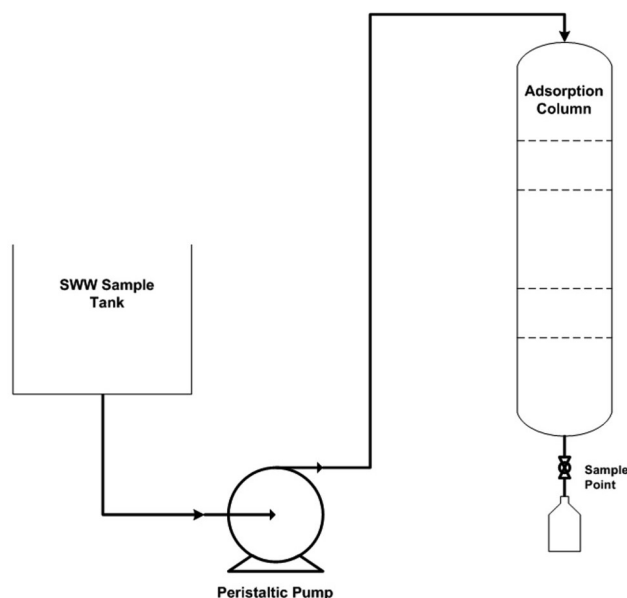 Adsorption
Column
SWW Sample
Tank
Sample
Point
Peristaltic Pump